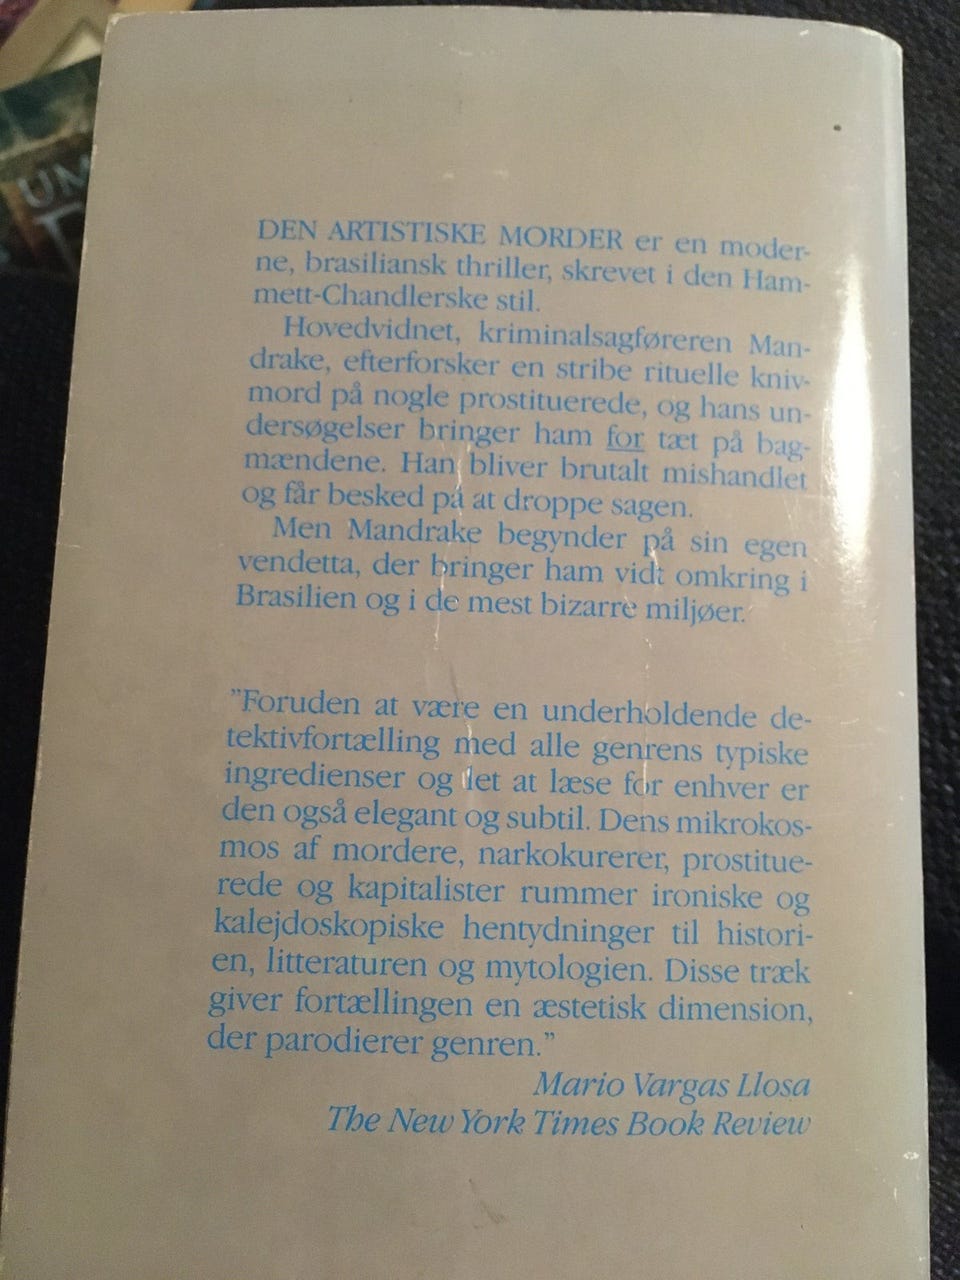 UM
DEN ARTISTISKE MORDER er en moder-
ne, brasiliansk thriller, skrevet i den Ham-
mett-Chandlerske stil.
Hovedvidnet, kriminalsagføreren Man-
drake, efterforsker en stribe rituelle kniv-
mord på nogle prostituerede, og hans un-
dersøgelser bringer ham for tæt på bag-
mændene. Han bliver brutalt mishandlet
og får besked på at droppe sagen.
Men Mandrake begynder på sin egen
vendetta, der bringer ham vidt omkring i
Brasilien og i de mest bizarre miljøer.
”Foruden at være en underholdende de-
tektivfortælling med alle genrens typiske
ingredienser og let at læse for enhver er
den også elegant og subtil. Dens mikrokos-
mos af mordere, narkokurerer, prostitue-
rede og kapitalister rummer ironiske og
kalejdoskopiske hentydninger til histori-
en, litteraturen og mytologien. Disse træk
giver fortællingen en æstetisk dimension,
der parodierer genren.”
Mario Vargas Llosa
The New York Times Book Review